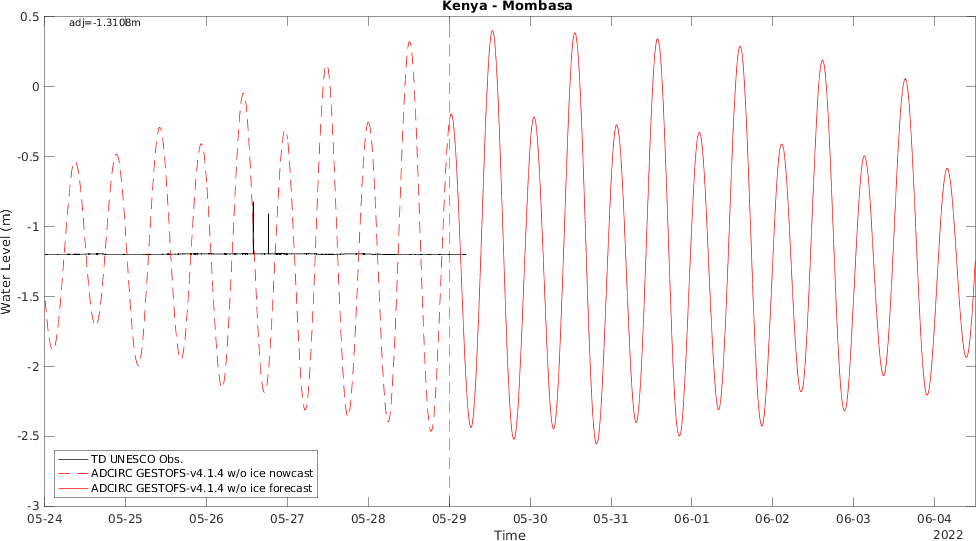 Kenya - Mombasa
adj=-1.3108m
0.5
0
-0.5
-1
-1.5
-2
-2.5
-3
Water Level (m)
TD UNESCO Obs.
ADCIRC GESTOFS-v4.1.4 w/o ice nowcast
ADCIRC GESTOFS-v4.1.4 w/o ice forecast
05-24 05-25 05-26 05-27 05-28 05-29 05-30 05-31 06-01 06-02 06-03 06-04
Time
2022